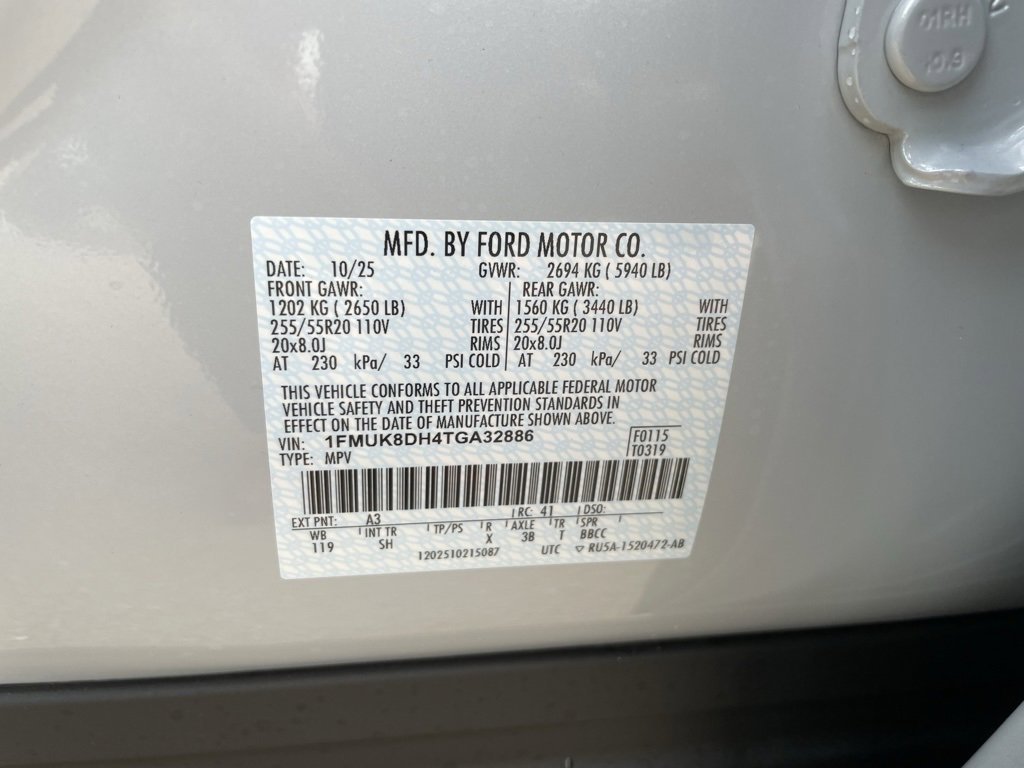 MFD. BY FORD MOTOR CO.
DATE: 10/25 GVWR: 2694 KG ( 5940 LB)
FRONT GAWR: REAR GAWR:
1202 KG ( 2650 LB) WITH 1560 KG ( 3440 LB) WITH
255/55R20 110V TIRES 255/55R20 110V TIRES
20x8.0J RIMS 20x8.0J RIMS
AT 230 kPa/ 33 PSI COLD AT 230 kPa/ 33 PSI COLD
THIS VEHICLE CONFORMS TO ALL APPLICABLE FEDERAL MOTOR
VEHICLE SAFETY AND THEFT PREVENTION STANDARDS IN
EFFECT ON THE DATE OF MANUFACTURE SHOWN ABOVE.
VIN: 1FMUK8DH4TGA32886 F0115
TYPE: MPV T0319
EXT PNT: A3 RC: 41 DSO:
WB INT TR TP/PS R AXLE TR SPR
119 SH X 3B T BBCC
1202510215087 UTC ▽ RU5A-1520472-AB